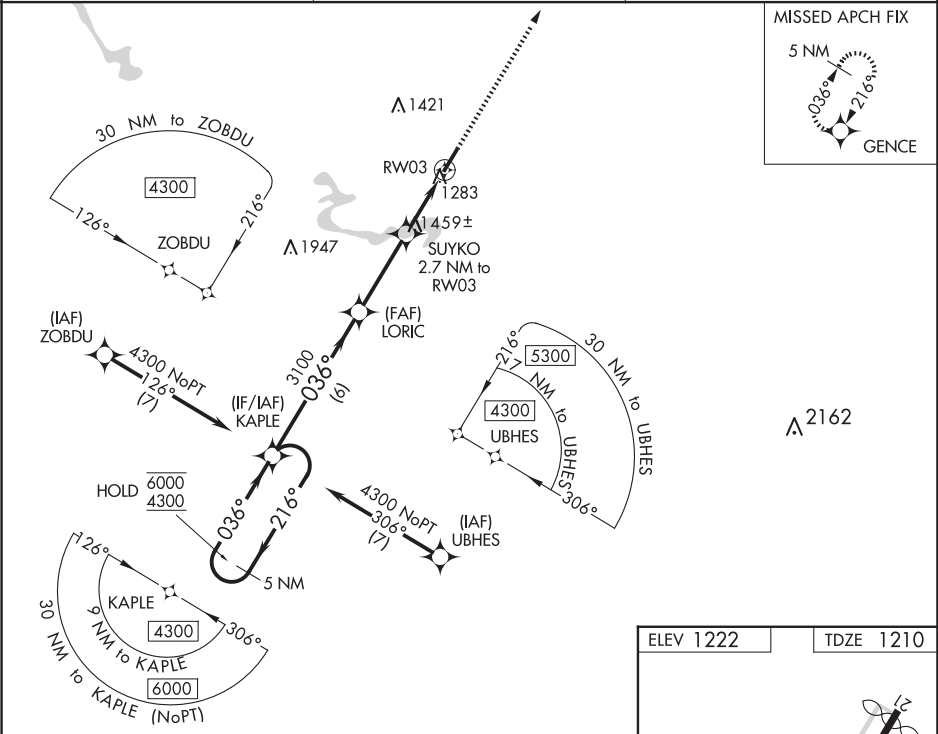 MISSED APCH FIX
5 NM
036°
216°
GENCE
1421
30 NM to ZOBDU
4300
126°
216°
ZOBDU
RW03
1283
1459±
SUYKO
2.7 NM to
RW03
1947
(FAF)
LORIC
(IAF)
ZOBDU
4300 NoPT
126°
(7)
3100
036°
(6)
(IF/IAF)
KAPLE
216°
5300
30 NM to UBHES
17 NM to UBHES
4300
UBHES
306°
2162
HOLD
6000
4300
036°
216°
5 NM
4300 NoPT
306°
(7)
(IAF)
UBHES
126°
KAPLE
9 NM to KAPLE
4300
306°
30 NM to KAPLE (NoPT)
6000
ELEV 1222
TDZE 1210
21